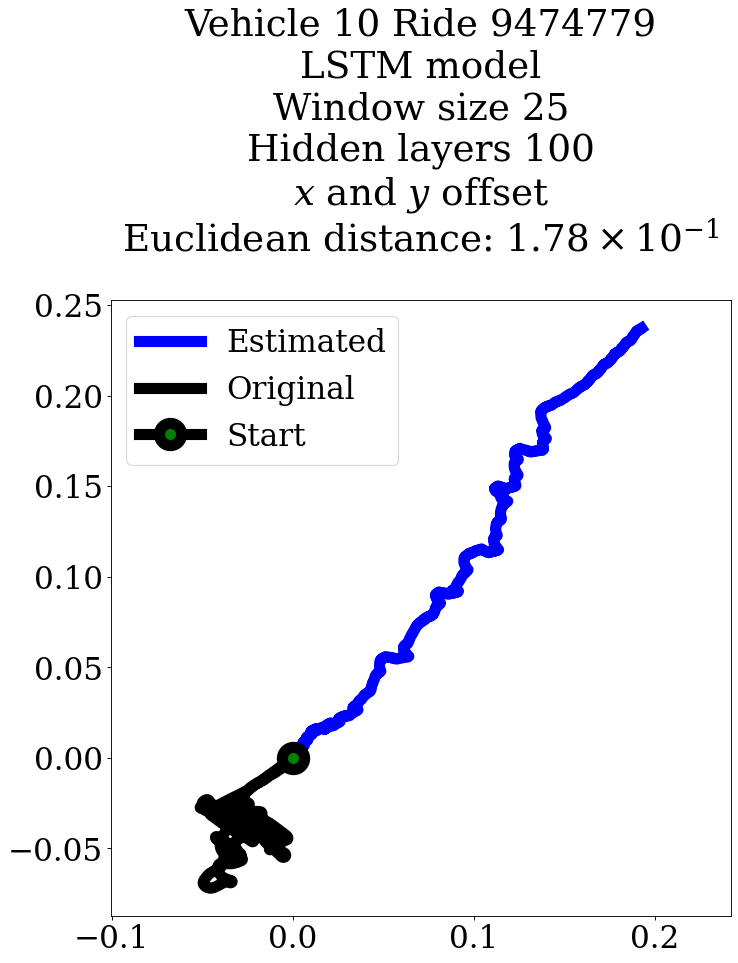 Vehicle 10 Ride 9474779
LSTM model
Window size 25
Hidden layers 100
x and y offset
Euclidean distance: 1.78 × 10⁻¹
Estimated
Original
Start
0.25
0.20
0.15
0.10
0.05
0.00
−0.05
−0.1
0.0
0.1
0.2